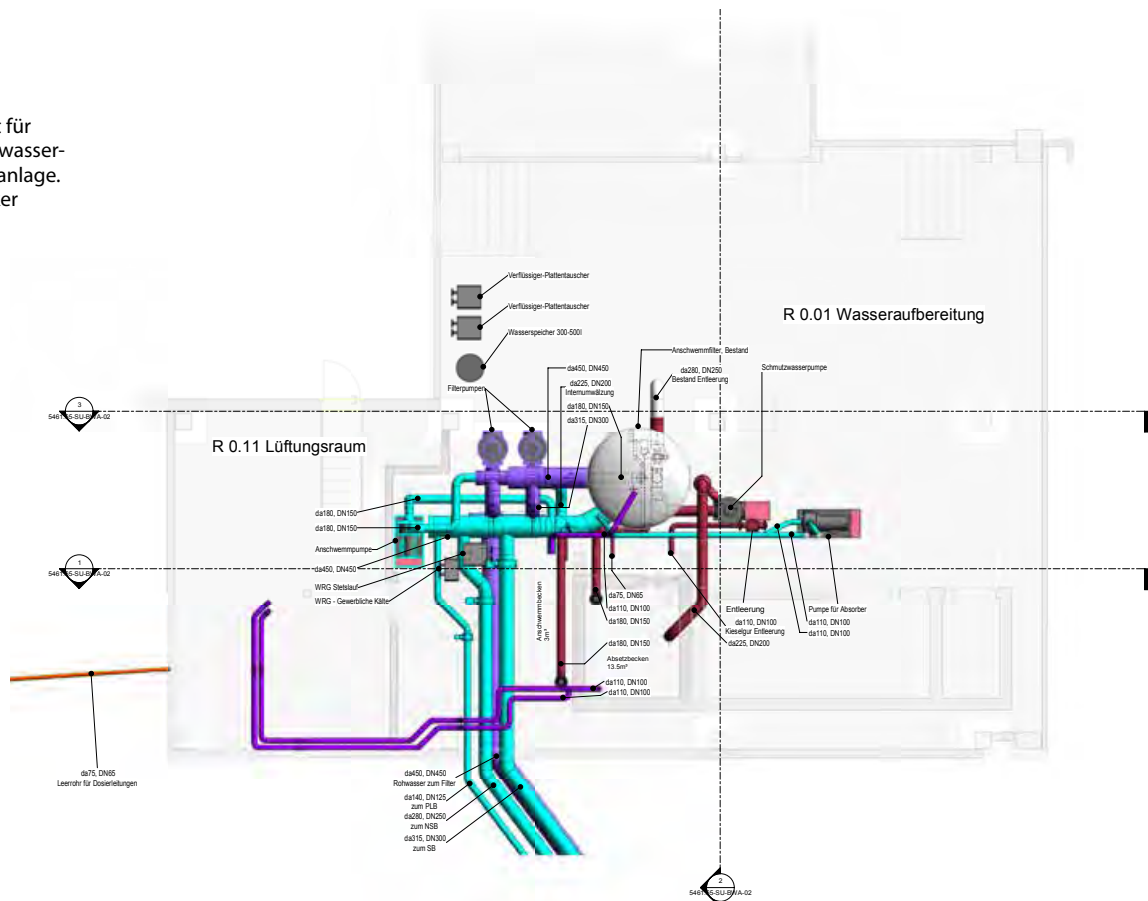 t für
wasser-
anlage.
er
Verflüssiger-Plattentauscher
Verflüssiger-Plattentauscher
Wasserspeicher 300-500l
R 0.01 Wasseraufbereitung
Anschwemmfilter, Bestand
da280, DN250
Bestand Entleerung
Schmutzwasserpumpe
da450, DN450
da225, DN200
Internumwälzung
da180, DN150
da315, DN300
Filterpumpen
3
R 0.11 Lüftungsraum
da180, DN150
da180, DN150
Anschwemmpumpe
da450, DN450
1
WRG Stetslauf
WRG - Gewerbliche Kälte
Anschwemmbecken
3m³
da75, DN65
da110, DN100
da180, DN150
Entleerung
da110, DN100
Kieselgur Entleerung
da225, DN200
Pumpe für Absorber
da110, DN100
da110, DN100
da180, DN150
Absetzbecken
13.5m³
da110, DN100
da110, DN100
da75, DN65
Leerrohr für Dosierleitungen
da450, DN450
Rohwasser zum Filter
da140, DN125
zum PLB
da280, DN250
zum NSB
da315, DN300
zum SB
2